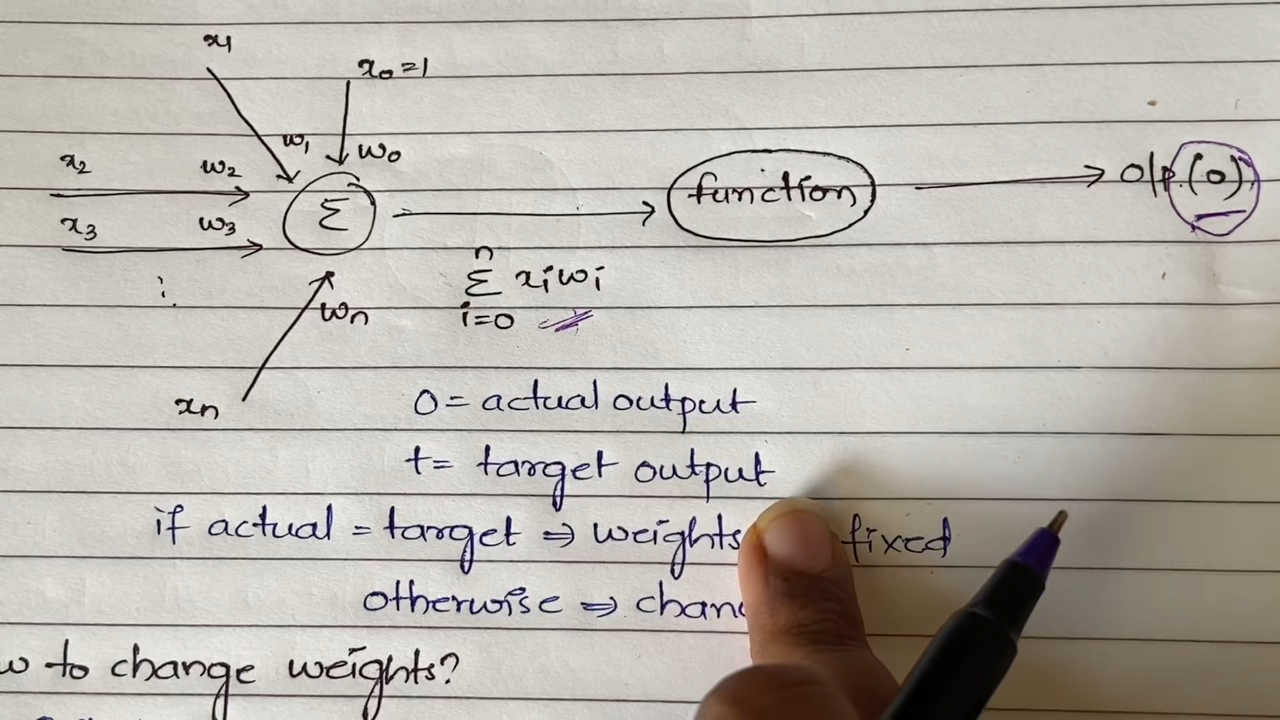 x1
x0=1
w1
w0
x2 w2
x3 w3
Σ
function
o/p.(o)
n
Σ xiwi
i=0
wn
xn
o= actual output
t= target output
if actual = target ⇒ weights fixed
otherwise ⇒
to change weights?